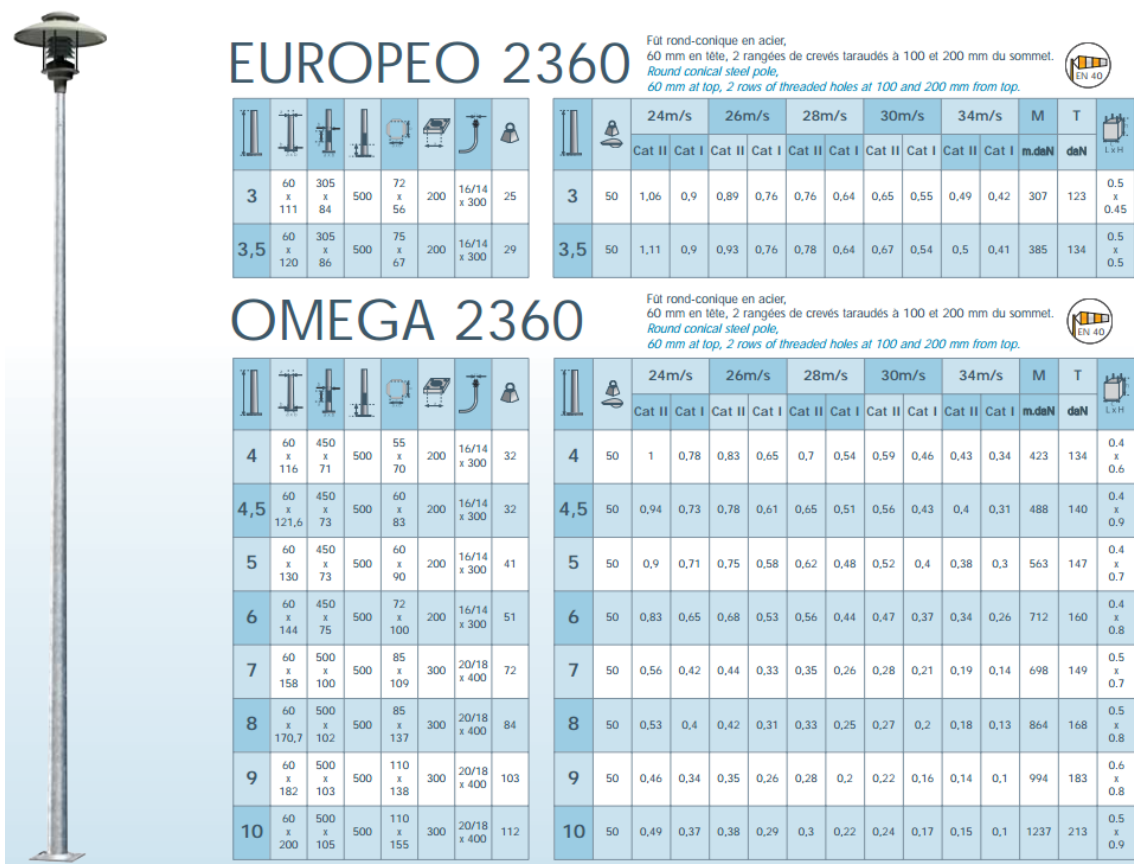 EUROPEO 2360
Fût rond-conique en acier,
60 mm en tête, 2 rangées de crevés taraudés à 100 et 200 mm du sommet.
Round conical steel pole,
60 mm at top, 2 rows of threaded holes at 100 and 200 mm from top.
EN 40
3 60 x 111 305 x 84 500 72 x 56 200 16/14 x 300 25
3,5 60 x 120 305 x 86 500 75 x 67 200 16/14 x 300 29
24m/s 26m/s 28m/s 30m/s 34m/s M T
Cat II Cat I Cat II Cat I Cat II Cat I Cat II Cat I Cat II Cat I m.daN daN L x H
3 50 1,06 0,9 0,89 0,76 0,76 0,64 0,65 0,55 0,49 0,42 307 123 0.5 x 0.45
3,5 50 1,11 0,9 0,93 0,76 0,78 0,64 0,67 0,54 0,5 0,41 385 134 0.5 x 0.5
OMEGA 2360
Fût rond-conique en acier,
60 mm en tête, 2 rangées de crevés taraudés à 100 et 200 mm du sommet.
Round conical steel pole,
60 mm at top, 2 rows of threaded holes at 100 and 200 mm from top.
EN 40
4 60 x 116 450 x 71 500 55 x 70 200 16/14 x 300 32
4,5 60 x 121,6 450 x 73 500 60 x 83 200 16/14 x 300 32
5 60 x 130 450 x 73 500 60 x 90 200 16/14 x 300 41
6 60 x 144 450 x 75 500 72 x 100 200 16/14 x 300 51
7 60 x 158 500 x 100 500 85 x 109 300 20/18 x 400 72
8 60 x 170,7 500 x 102 500 85 x 137 300 20/18 x 400 84
9 60 x 182 500 x 103 500 110 x 138 300 20/18 x 400 103
10 60 x 200 500 x 105 500 110 x 155 300 20/18 x 400 112
24m/s 26m/s 28m/s 30m/s 34m/s M T
Cat II Cat I Cat II Cat I Cat II Cat I Cat II Cat I Cat II Cat I m.daN daN L x H
4 50 1 0,78 0,83 0,65 0,7 0,54 0,59 0,46 0,43 0,34 423 134 0.4 x 0.6
4,5 50 0,94 0,73 0,78 0,61 0,65 0,51 0,56 0,43 0,4 0,31 488 140 0.4 x 0.9
5 50 0,9 0,71 0,75 0,58 0,62 0,48 0,52 0,4 0,38 0,3 563 147 0.4 x 0.7
6 50 0,83 0,65 0,68 0,53 0,56 0,44 0,47 0,37 0,34 0,26 712 160 0.4 x 0.8
7 50 0,56 0,42 0,44 0,33 0,35 0,26 0,28 0,21 0,19 0,14 698 149 0.5 x 0.7
8 50 0,53 0,4 0,42 0,31 0,33 0,25 0,27 0,2 0,18 0,13 864 168 0.5 x 0.8
9 50 0,46 0,34 0,35 0,26 0,28 0,2 0,22 0,16 0,14 0,1 994 183 0.6 x 0.8
10 50 0,49 0,37 0,38 0,29 0,3 0,22 0,24 0,17 0,15 0,1 1237 213 0.5 x 0.9